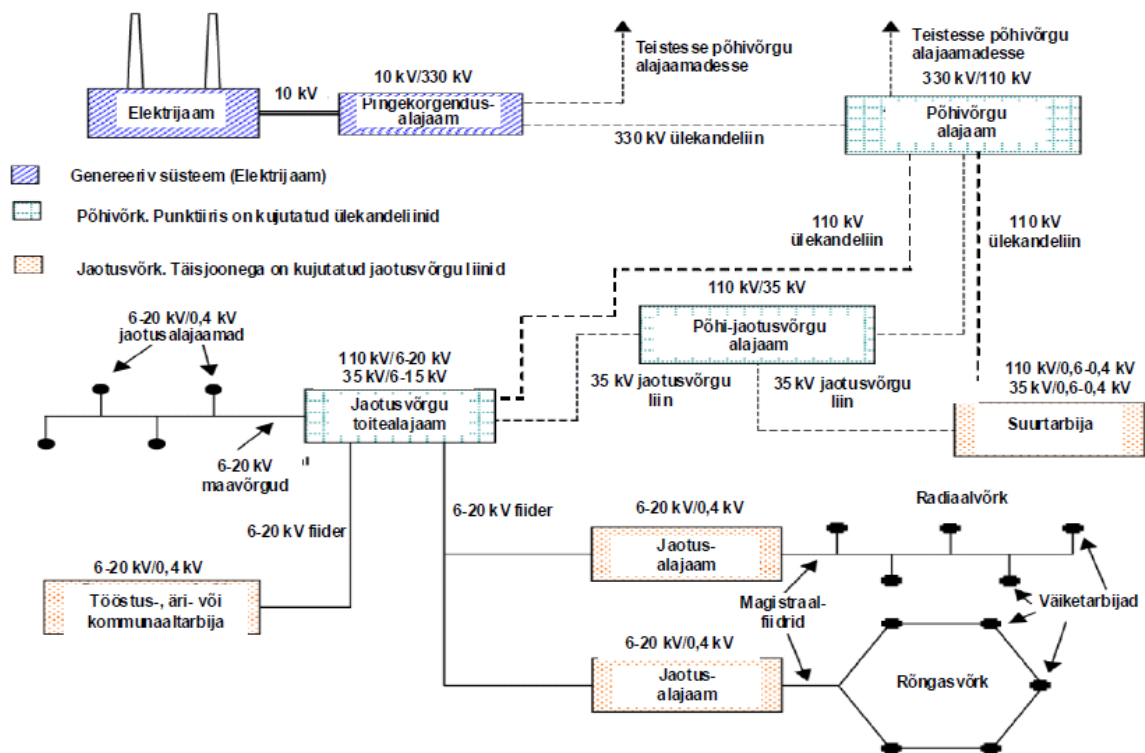 Teistesse põhivõrgu
alajaamadesse
Teistesse põhivõrgu
alajaamadesse
10 kV/330 kV
330 kV/110 kV
10 kV
Elektrijaam
Pingekõrgendus-
alajaam
Põhivõrgu
alajaam
330 kV ülekandeliin
Genereeriv süsteem (Elektrijaam)
Põhivõrk. Punktiiris on kujutatud ülekandeliinid
Jaotusvõrk. Täisjoonega on kujutatud jaotusvõrgu liinid
110 kV
ülekandeliin
110 kV
ülekandeliin
110 kV/35 kV
Põhi-jaotusvõrgu
alajaam
6-20 kV/0,4 kV
jaotusalajaamad
110 kV/6-20 kV
35 kV/6-15 kV
Jaotusvõrgu
toitealajaam
35 kV jaotusvõrgu
liin
35 kV jaotusvõrgu
liin
110 kV/0,6-0,4 kV
35 kV/0,6-0,4 kV
Suurtarbija
6-20 kV
maavõrgud
6-20 kV fiider
6-20 kV fiider
6-20 kV/0,4 kV
Jaotus-
alajaam
Radiaalvõrk
6-20 kV/0,4 kV
Tööstus-, äri- või
kommunaaltarbija
Magistraal-
fiidrid
Väiketarbijad
6-20 kV/0,4 kV
Jaotus-
alajaam
Rõngasvõrk